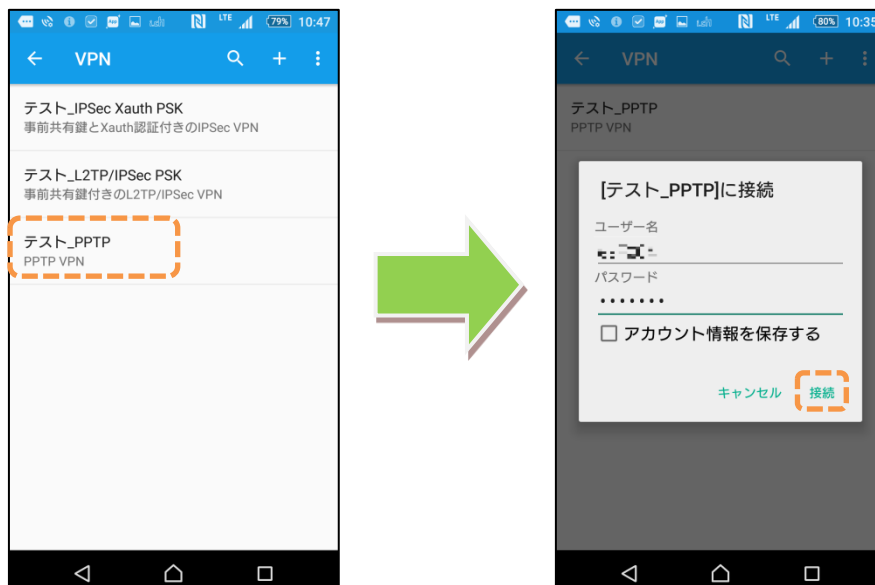 LTE 79% 10:47
VPN
テスト_IPSec Xauth PSK
事前共有鍵とXauth認証付きのIPSec VPN
テスト_L2TP/IPSec PSK
事前共有鍵付きのL2TP/IPSec VPN
テスト_PPTP
PPTP VPN
LTE 80% 10:35
VPN
テスト_PPTP
PPTP VPN
[テスト_PPTP]に接続
ユーザー名
パスワード
•••••••
アカウント情報を保存する
キャンセル 接続